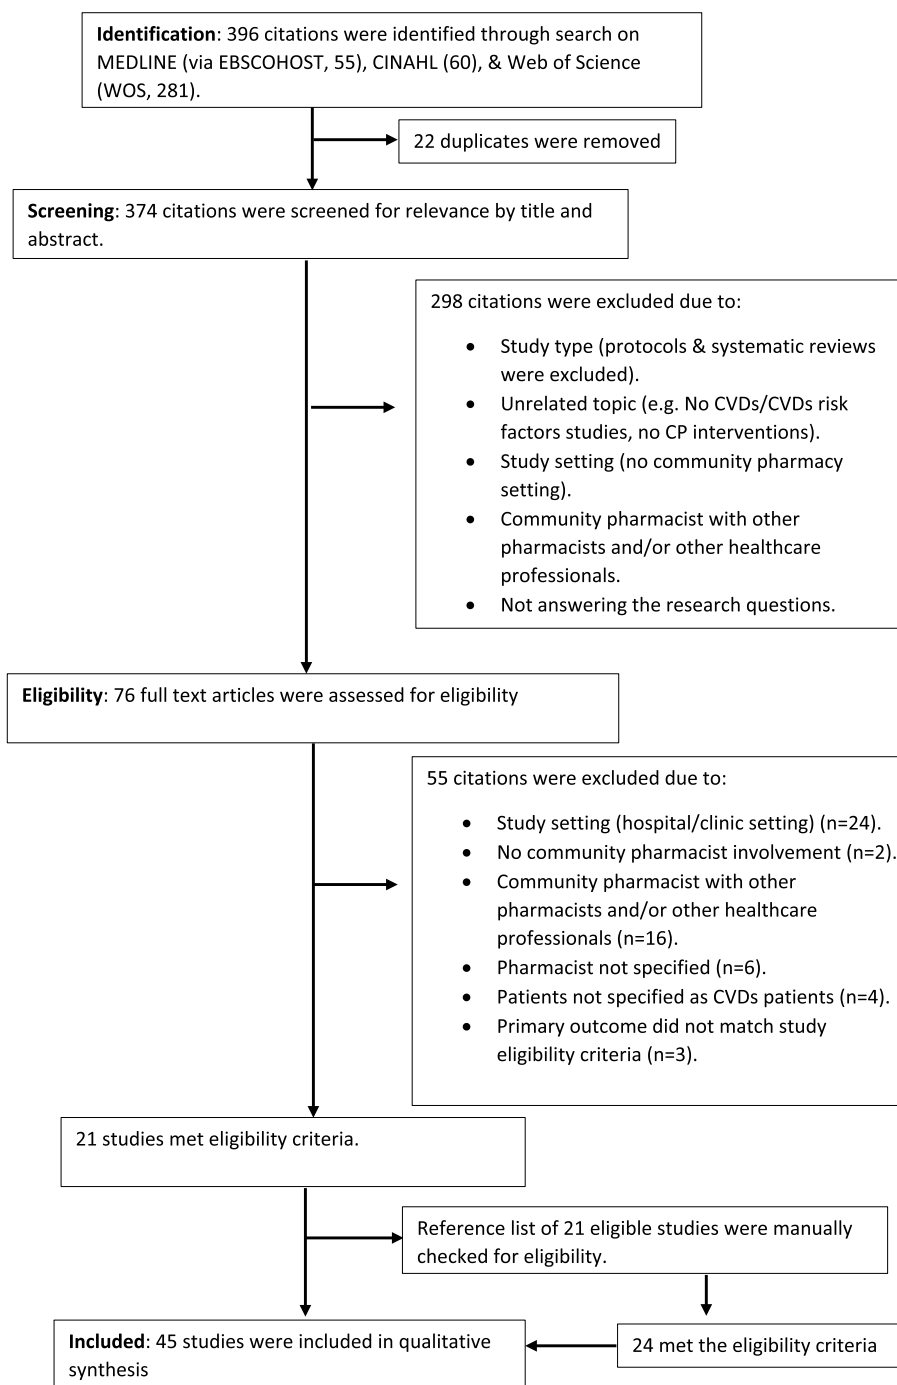 Identification: 396 citations were identified through search on
MEDLINE (via EBSCOHOST, 55), CINAHL (60), & Web of Science
(WOS, 281).
22 duplicates were removed
Screening: 374 citations were screened for relevance by title and
abstract.
298 citations were excluded due to:
• Study type (protocols & systematic reviews
were excluded).
• Unrelated topic (e.g. No CVDs/CVDs risk
factors studies, no CP interventions).
• Study setting (no community pharmacy
setting).
• Community pharmacist with other
pharmacists and/or other healthcare
professionals.
• Not answering the research questions.
Eligibility: 76 full text articles were assessed for eligibility
55 citations were excluded due to:
• Study setting (hospital/clinic setting) (n=24).
• No community pharmacist involvement (n=2).
• Community pharmacist with other
pharmacists and/or other healthcare
professionals (n=16).
• Pharmacist not specified (n=6).
• Patients not specified as CVDs patients (n=4).
• Primary outcome did not match study
eligibility criteria (n=3).
21 studies met eligibility criteria.
Reference list of 21 eligible studies were manually
checked for eligibility.
24 met the eligibility criteria
Included: 45 studies were included in qualitative
synthesis